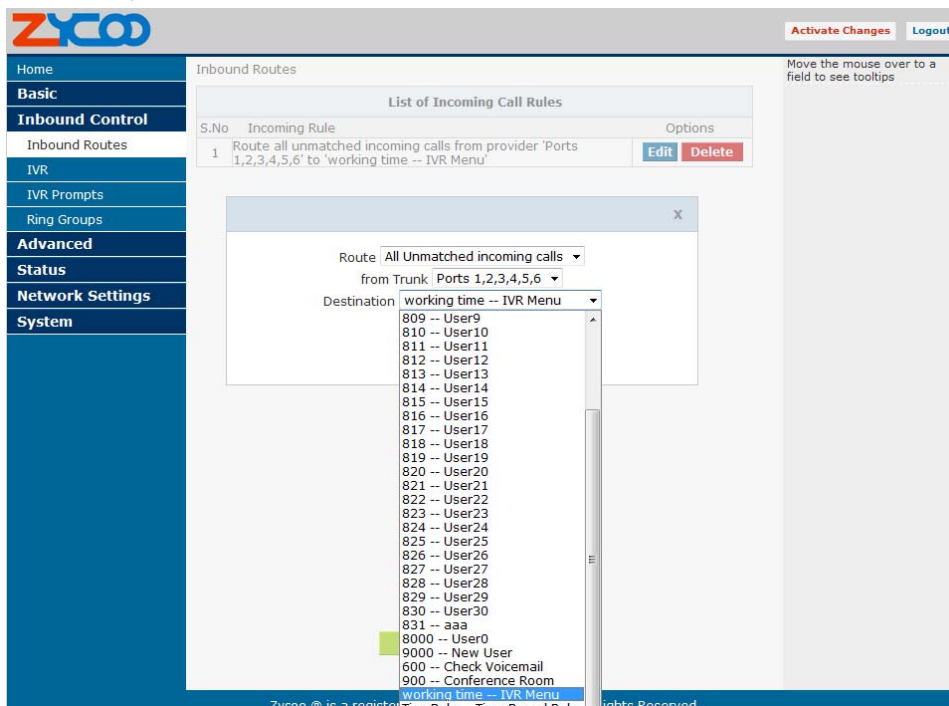 ZYCOO
Activate Changes
Logout
Home
Basic
Inbound Control
Inbound Routes
IVR
IVR Prompts
Ring Groups
Advanced
Status
Network Settings
System
Inbound Routes
List of Incoming Call Rules
S.No Incoming Rule Options
1 Route all unmatched incoming calls from provider 'Ports
1,2,3,4,5,6' to 'working time -- IVR Menu'
Edit Delete
X
Route All Unmatched incoming calls
from Trunk Ports 1,2,3,4,5,6
Destination working time -- IVR Menu
809 -- User9
810 -- User10
811 -- User11
812 -- User12
813 -- User13
814 -- User14
815 -- User15
816 -- User16
817 -- User17
818 -- User18
819 -- User19
820 -- User20
821 -- User21
822 -- User22
823 -- User23
824 -- User24
825 -- User25
826 -- User26
827 -- User27
828 -- User28
829 -- User29
830 -- User30
831 -- aaa
8000 -- User0
9000 -- New User
600 -- Check Voicemail
900 -- Conference Room
working time -- IVR Menu
Move the mouse over to a
field to see tooltips
Zycoo ® is a
Reserved